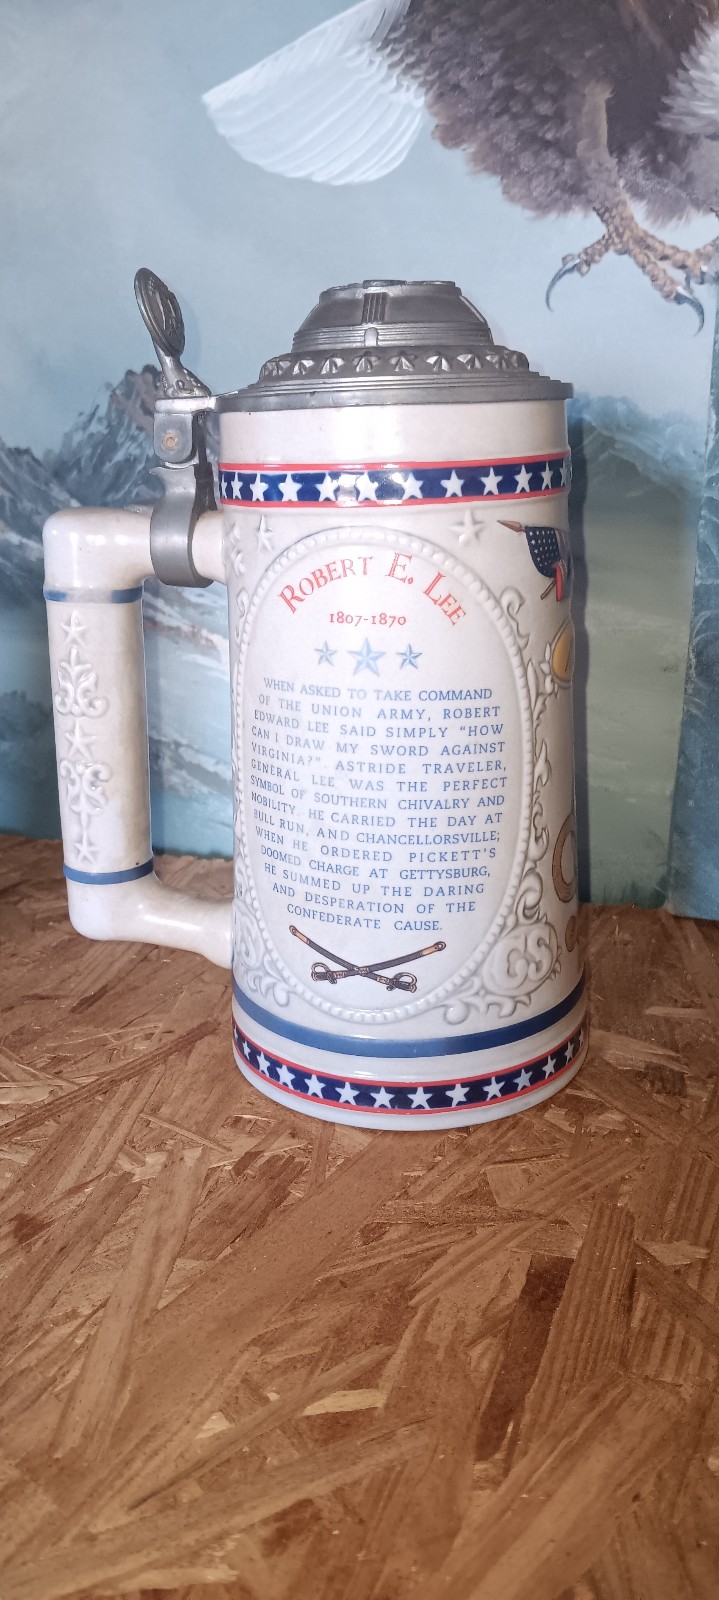 ROBERT E. LEE
1807-1870
WHEN ASKED TO TAKE COMMAND
OF THE UNION ARMY, ROBERT
EDWARD LEE SAID SIMPLY "HOW
CAN I DRAW MY SWORD AGAINST
VIRGINIA?". ASTRIDE TRAVELER,
GENERAL LEE WAS THE PERFECT
SYMBOL OF SOUTHERN CHIVALRY AND
NOBILITY. HE CARRIED THE DAY AT
BULL RUN, AND CHANCELLORSVILLE;
WHEN HE ORDERED PICKETT'S
DOOMED CHARGE AT GETTYSBURG,
HE SUMMED UP THE DARING
AND DESPERATION OF THE
CONFEDERATE CAUSE.